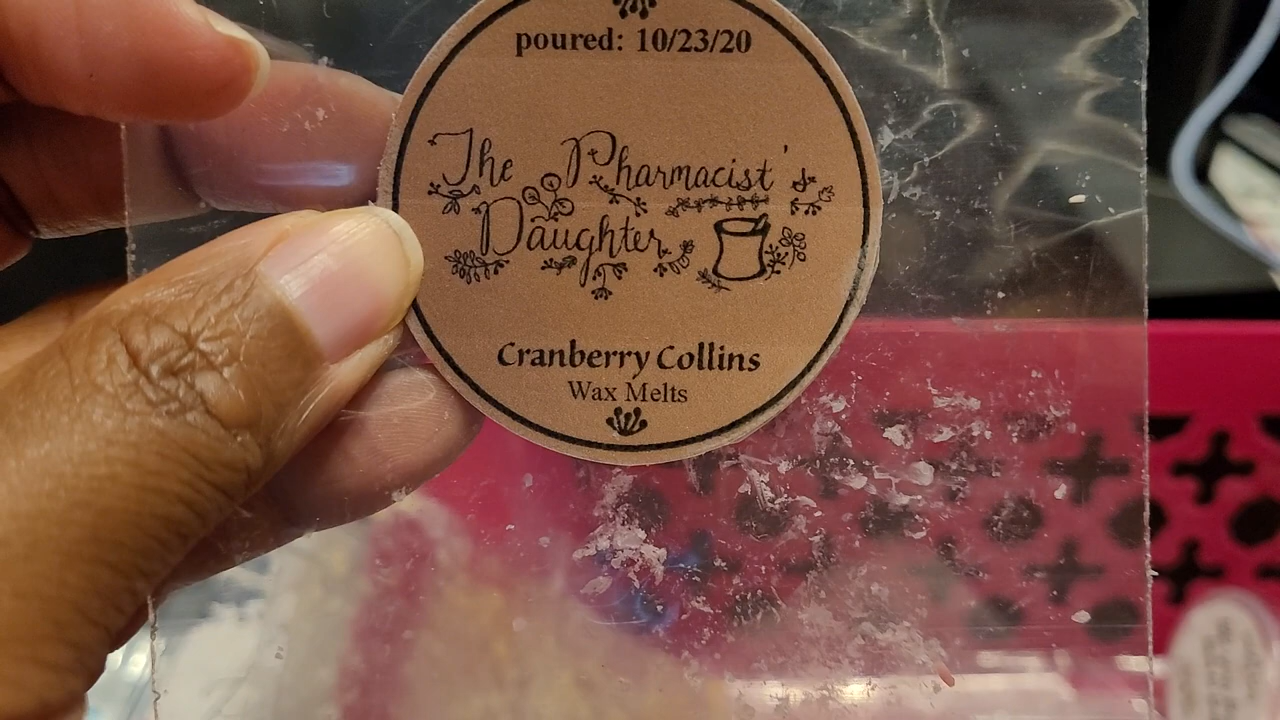 poured: 10/23/20
The Pharmacist's
Daughter
Cranberry Collins
Wax Melts